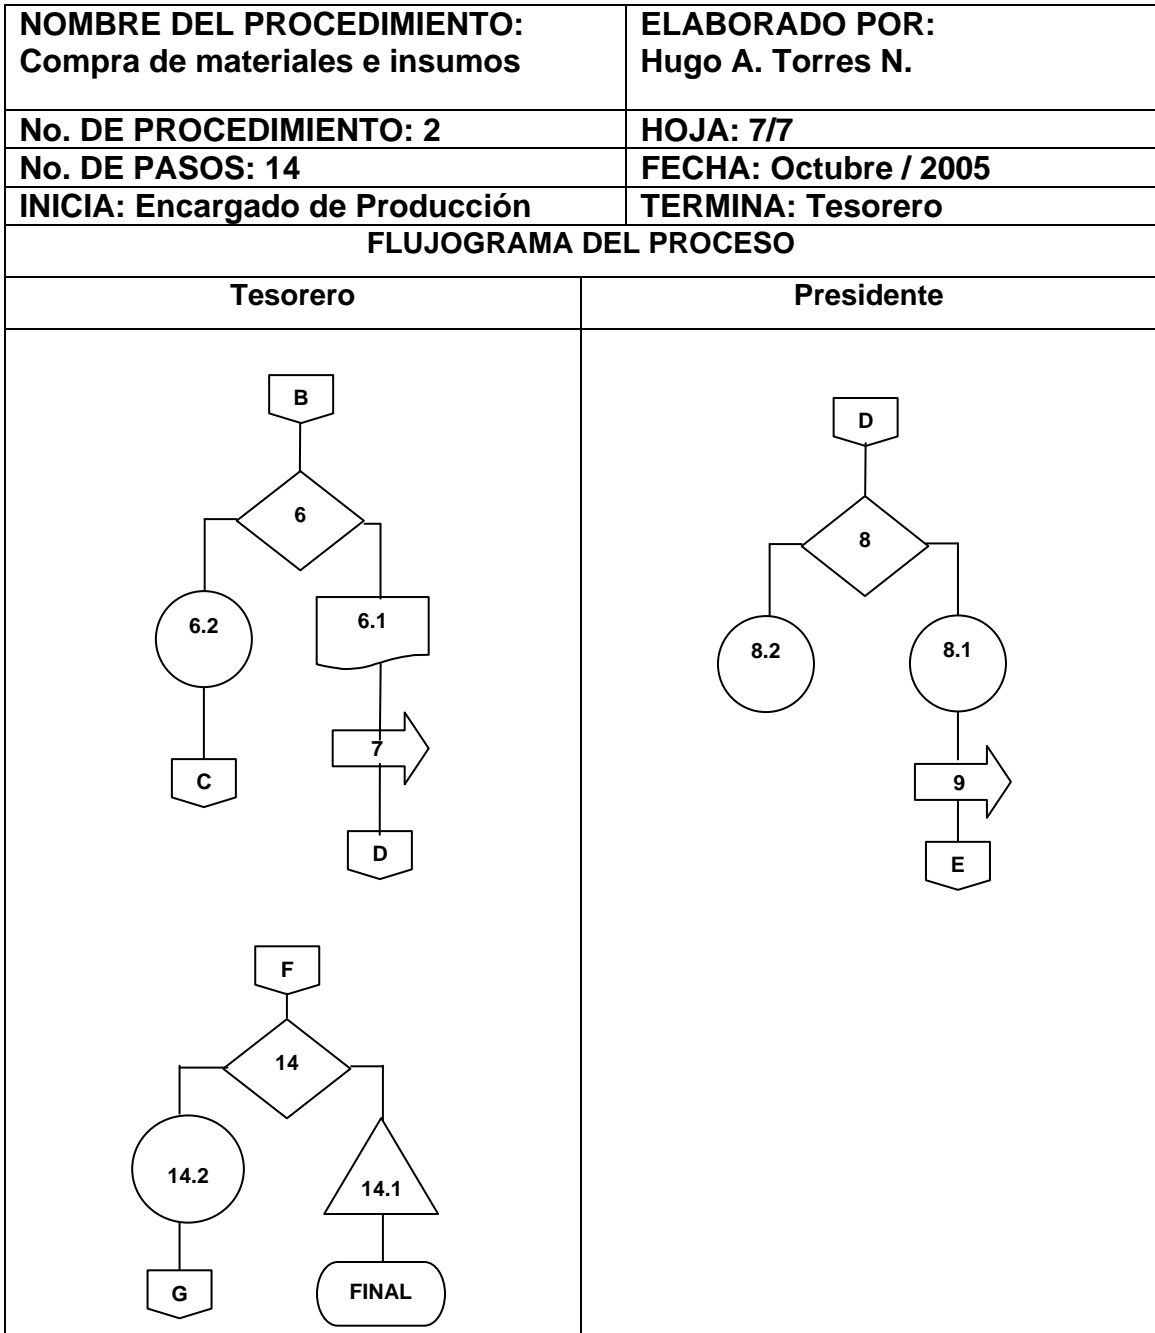 NOMBRE DEL PROCEDIMIENTO:
Compra de materiales e insumos
ELABORADO POR:
Hugo A. Torres N.
No. DE PROCEDIMIENTO: 2
HOJA: 7/7
No. DE PASOS: 14
FECHA: Octubre / 2005
INICIA: Encargado de Producción
TERMINA: Tesorero
FLUJOGRAMA DEL PROCESO
Tesorero
Presidente
B
6
6.2
6.1
7
C
D
F
14
14.2
14.1
G
FINAL
D
8
8.2
8.1
9
E